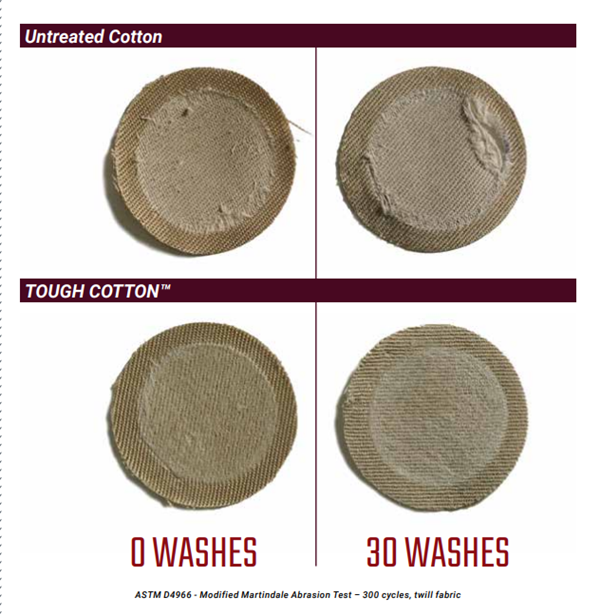 Untreated Cotton
TOUGH COTTON™
0 WASHES
30 WASHES
ASTM D4966 - Modified Martindale Abrasion Test – 300 cycles, twill fabric